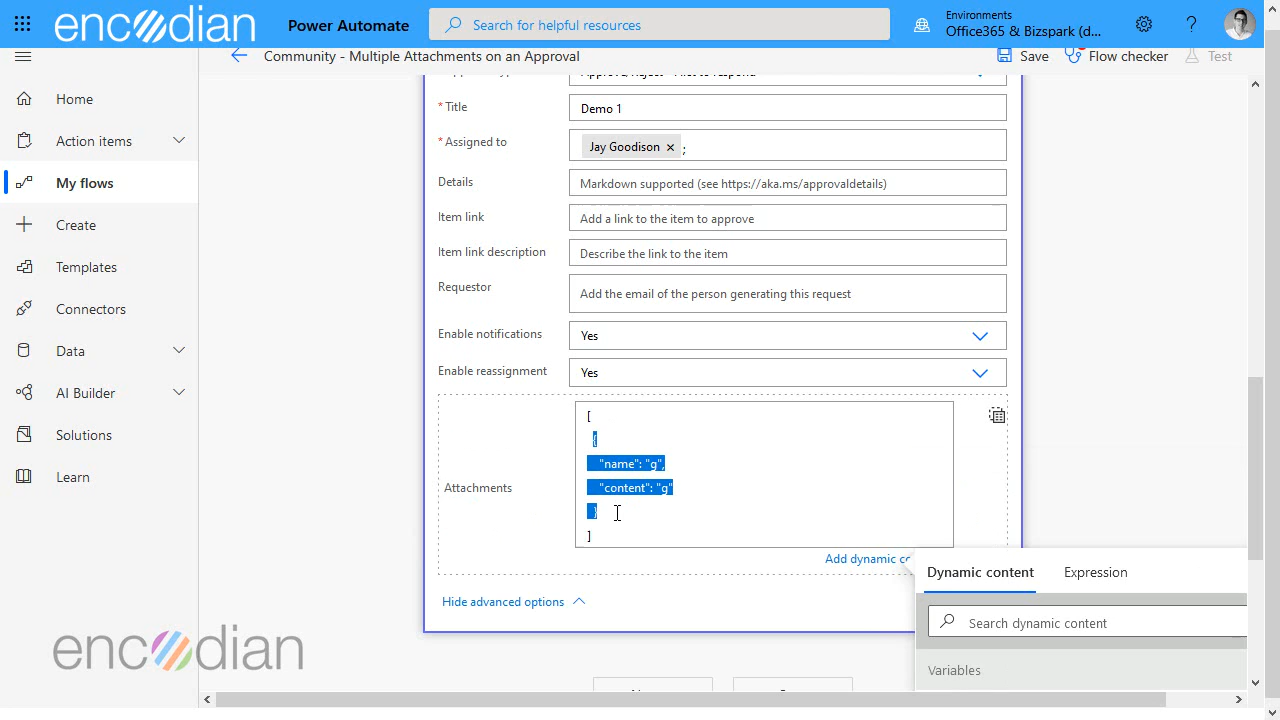 encodian
Power Automate
Search for helpful resources
Environments
Office365 & Bizspark (d...
?
Community - Multiple Attachments on an Approval
Save
Flow checker
Test
Home
Action items
My flows
Create
Templates
Connectors
Data
AI Builder
Solutions
Learn
* Title
Demo 1
* Assigned to
Jay Goodison × ;
Details
Markdown supported (see https://aka.ms/approvaldetails)
Item link
Add a link to the item to approve
Item link description
Describe the link to the item
Requestor
Add the email of the person generating this request
Enable notifications
Yes
Enable reassignment
Yes
Attachments
[
{
"name": "g",
"content": "g"
}
]
Add dynamic co
Hide advanced options
Dynamic content
Expression
Search dynamic content
Variables
encodian